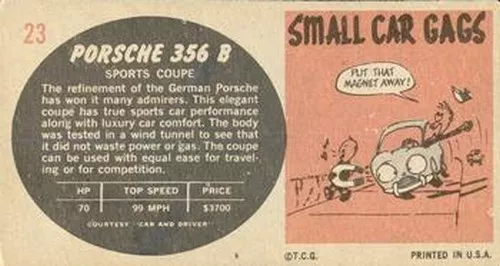 23
PORSCHE 356 B
SPORTS COUPE
The refinement of the German Porsche
has won it many admirers. This elegant
coupé has true sports car performance
along with luxury car comfort. The body
was tested in a wind tunnel to see that
it did not waste power or gas. The coupe
can be used with equal ease for travel-
ing or for competition.
HP TOP SPEED PRICE
70 99 MPH $3700
COURTESY "CAR AND DRIVER"
SMALL CAR GAGS
PUT THAT
MAGNET AWAY!
©T.C.G. PRINTED IN U.S.A.